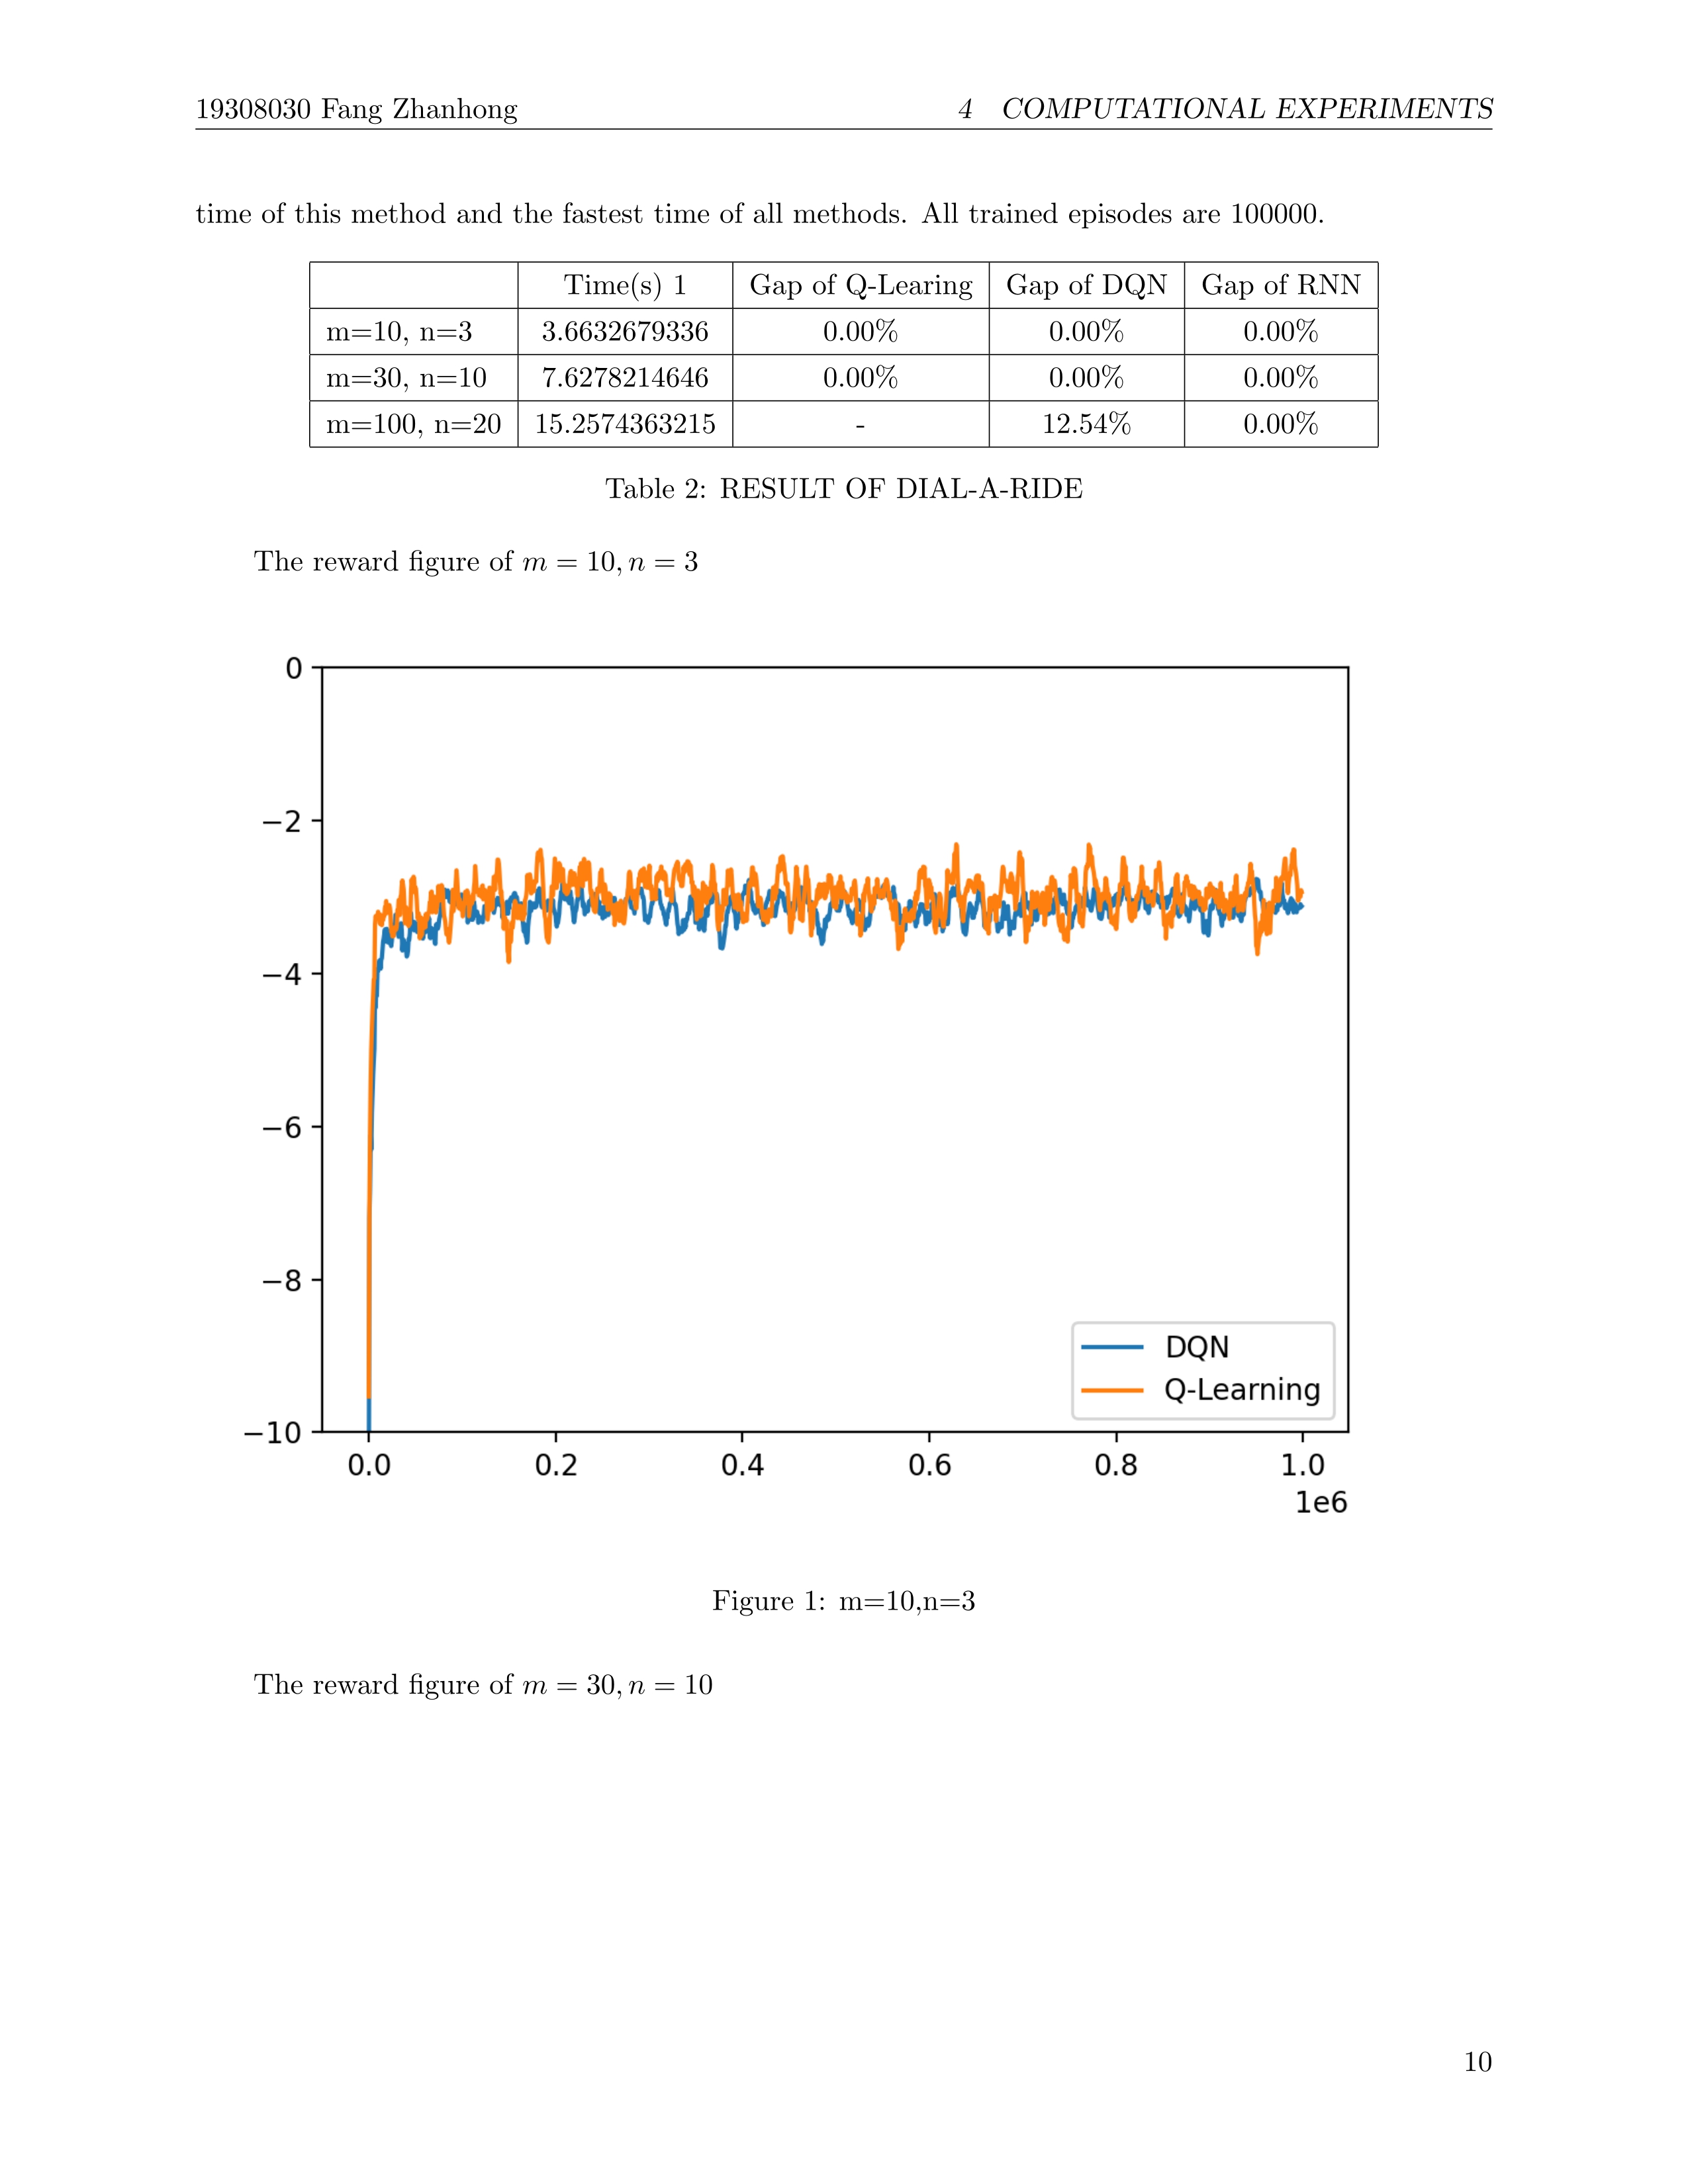 19308030 Fang Zhanhong 4 COMPUTATIONAL EXPERIMENTS
time of this method and the fastest time of all methods. All trained episodes are 100000.
Time(s) 1 Gap of Q-Learing Gap of DQN Gap of RNN
m=10, n=3 3.6632679336 0.00% 0.00% 0.00%
m=30, n=10 7.6278214646 0.00% 0.00% 0.00%
m=100, n=20 15.2574363215 - 12.54% 0.00%
Table 2: RESULT OF DIAL-A-RIDE
The reward figure of m = 10, n = 3
0
−2
−4
−6
−8
−10
DQN
Q-Learning
0.0 0.2 0.4 0.6 0.8 1.0
1e6
Figure 1: m=10,n=3
The reward figure of m = 30, n = 10
10